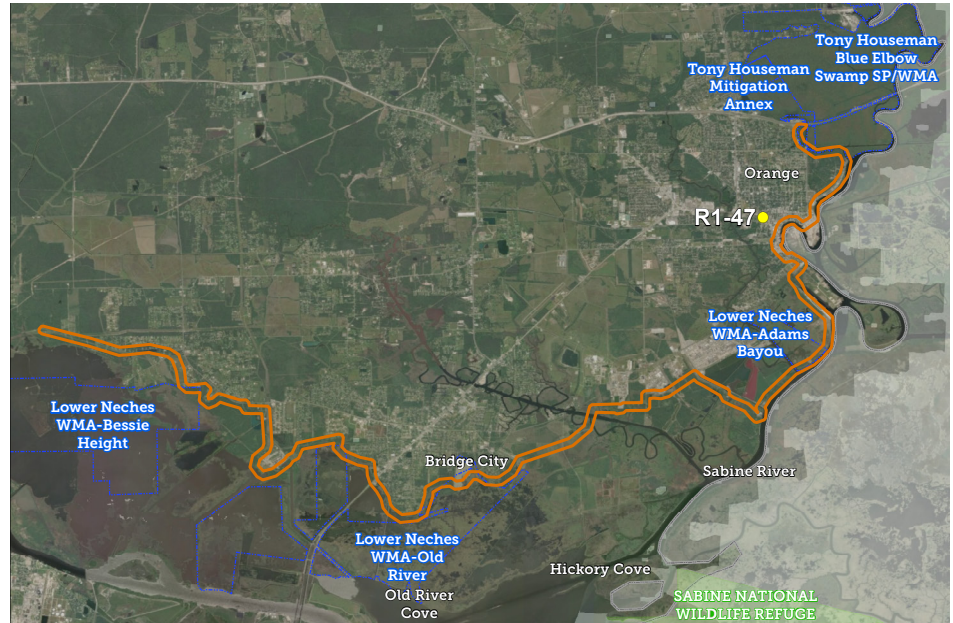 Tony Houseman
Blue Elbow
Swamp SP/WMA
Tony Houseman
Mitigation
Annex
Orange
R1-47
Lower Neches
WMA-Adams
Bayou
Lower Neches
WMA-Bessie
Height
Bridge City
Sabine River
Lower Neches
WMA-Old
River
Hickory Cove
Old River
Cove
SABINE NATIONAL
WILDLIFE REFUGE